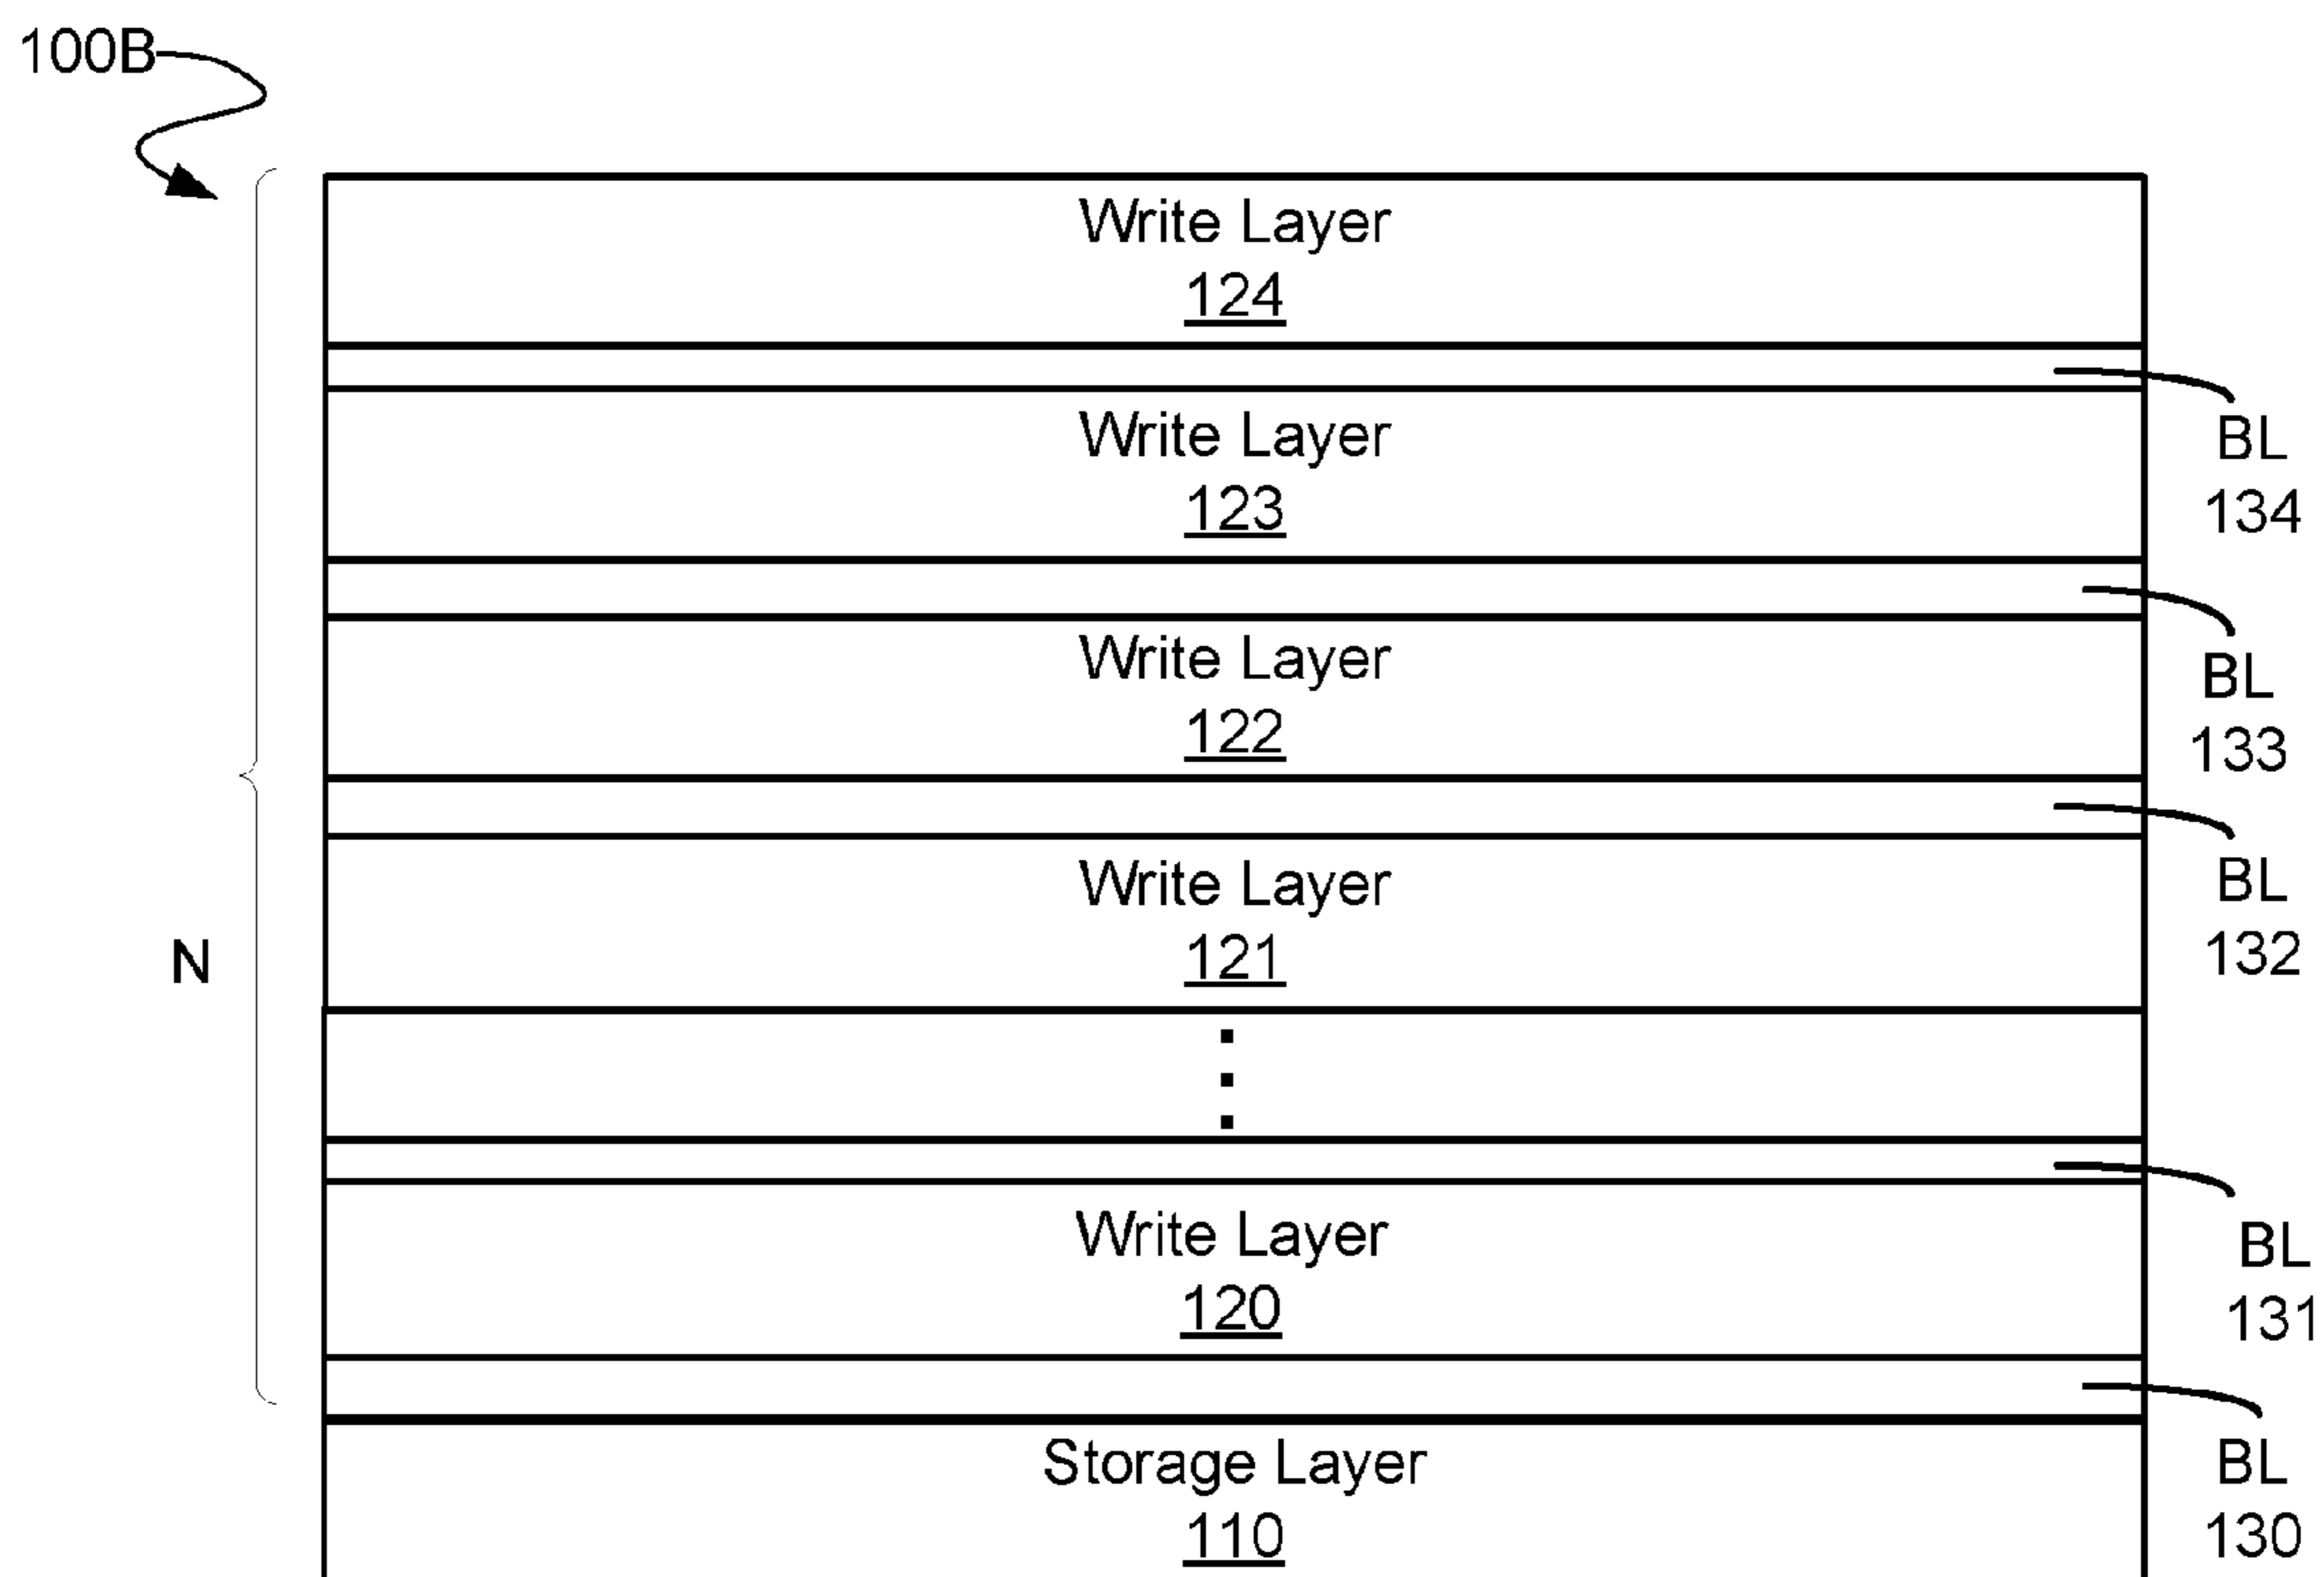 100B
Write Layer
124
Write Layer
123
BL
134
Write Layer
122
BL
133
Write Layer
121
BL
132
N
Write Layer
120
BL
131
Storage Layer
110
BL
130